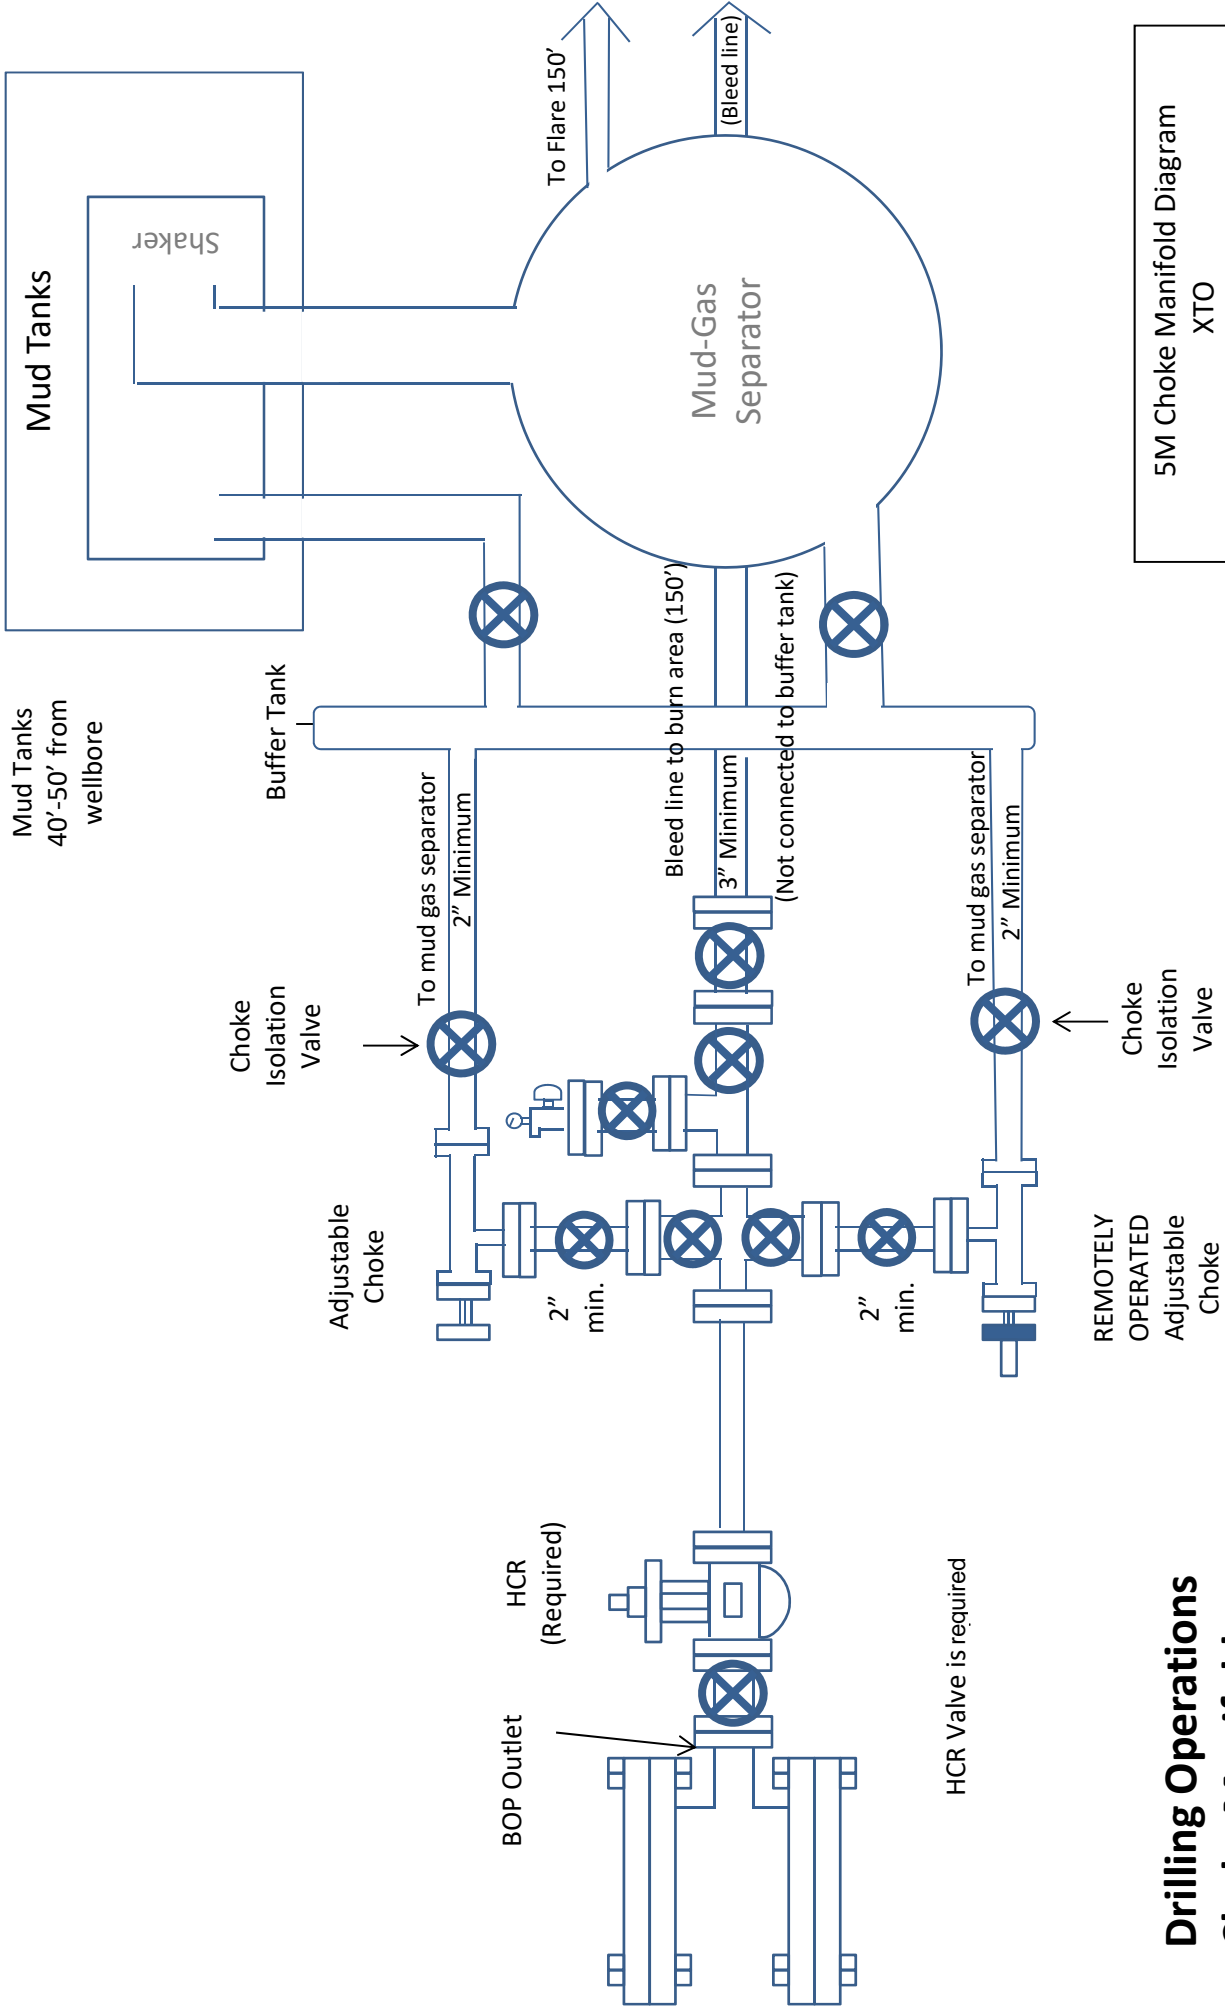 Mud Tanks
40’-50’ from
wellbore
Mud Tanks
Shaker
Buffer Tank
To Flare 150’
(Bleed line)
Mud-Gas
Separator
Choke
Isolation
Valve
To mud gas separator
2” Minimum
Bleed line to burn area (150’)
3” Minimum
(Not connected to buffer tank)
To mud gas separator
2” Minimum
Choke
Isolation
Valve
Adjustable
Choke
2”
min.
2”
min.
REMOTELY
OPERATED
Adjustable
Choke
HCR
(Required)
BOP Outlet
HCR Valve is required
5M Choke Manifold Diagram
XTO
Drilling Operations